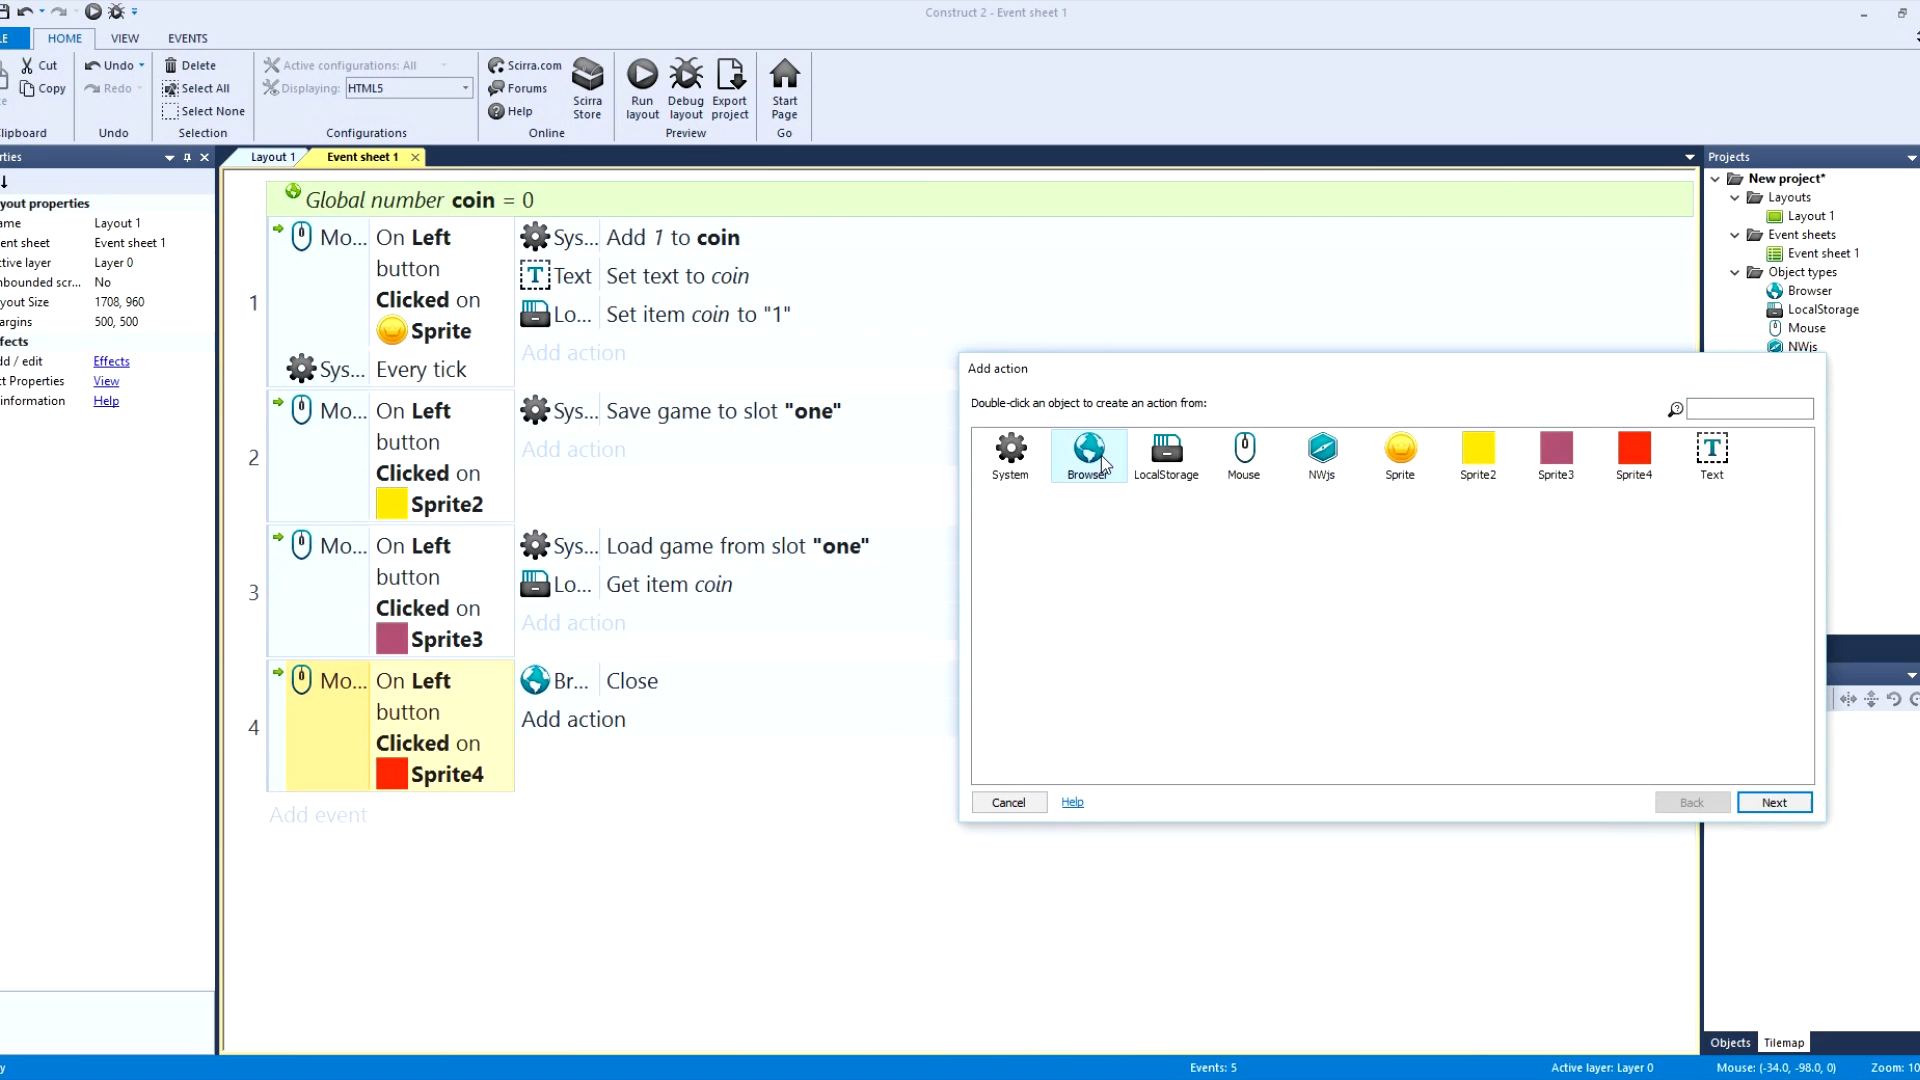 Construct 2 - Event sheet 1
LE
HOME
VIEW
EVENTS
Cut
Copy
lipboard
Undo
Redo
Undo
Delete
Select All
Select None
Selection
Active configurations: All
Displaying: HTML5
Configurations
Scirra.com
Forums
Help
Online
Scirra Store
Run layout
Debug layout
Export project
Preview
Start Page
Go
rties
Layout 1
Event sheet 1
Projects
yout properties
ame Layout 1
ent sheet Event sheet 1
tive layer Layer 0
nbounded scr... No
yout Size 1708, 960
argins 500, 500
fects
dd / edit Effects
ct Properties View
information Help
Global number coin = 0
1
Mo... On Left button Clicked on Sprite
Sys... Every tick
Sys... Add 1 to coin
Text Set text to coin
Lo... Set item coin to "1"
Add action
2
Mo... On Left button Clicked on Sprite2
Sys... Save game to slot "one"
Add action
3
Mo... On Left button Clicked on Sprite3
Sys... Load game from slot "one"
Lo... Get item coin
Add action
4
Mo... On Left button Clicked on Sprite4
Br... Close
Add action
Add event
Add action
Double-click an object to create an action from:
System
Browser
LocalStorage
Mouse
NWjs
Sprite
Sprite2
Sprite3
Sprite4
Text
Cancel
Help
Back
Next
New project*
Layouts
Layout 1
Event sheets
Event sheet 1
Object types
Browser
LocalStorage
Mouse
NWjs
Objects
Tilemap
y
Events: 5
Active layer: Layer 0
Mouse: (-34.0, -98.0, 0)
Zoom: 10